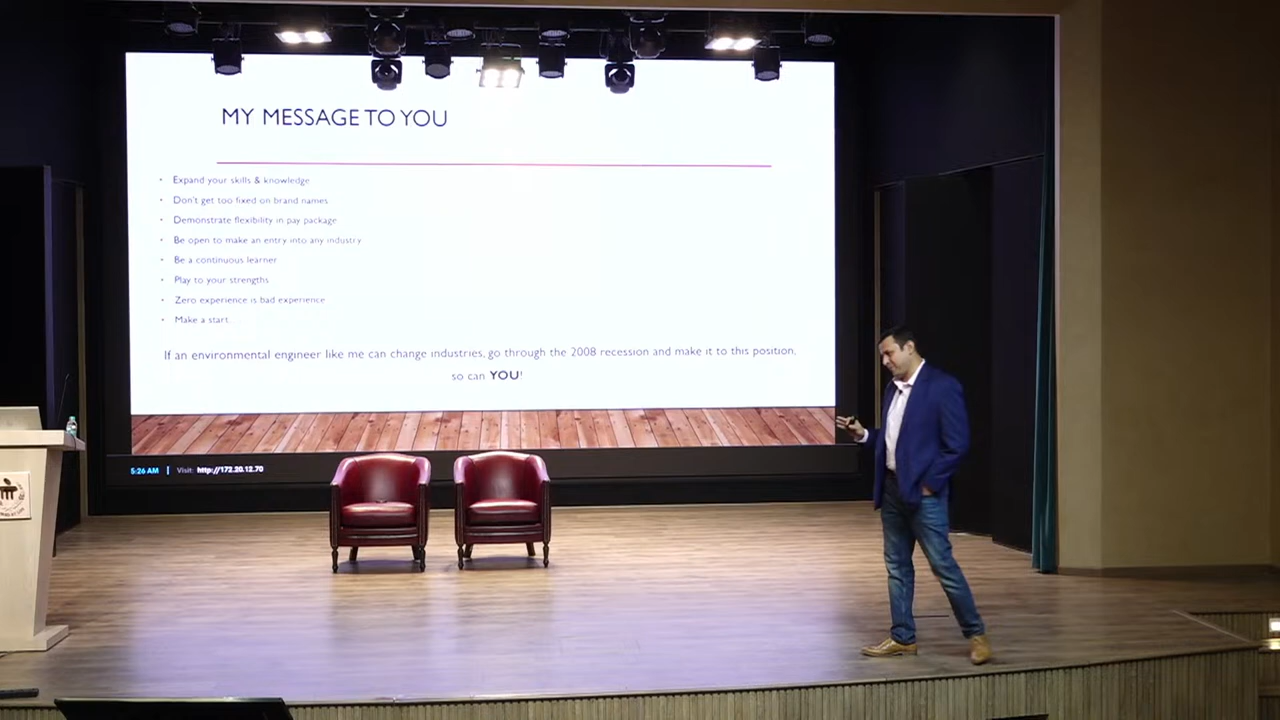 MY MESSAGE TO YOU
• Expand your skills & knowledge
• Don't get too fixed on brand names
• Demonstrate flexibility in pay package
• Be open to make an entry into any industry
• Be a continuous learner
• Play to your strengths
• Zero experience is bad experience
• Make a start
If an environmental engineer like me can change industries, go through the 2008 recession and make it to this position,
so can YOU!
5:26 AM | Visit: http://172.20.12.70